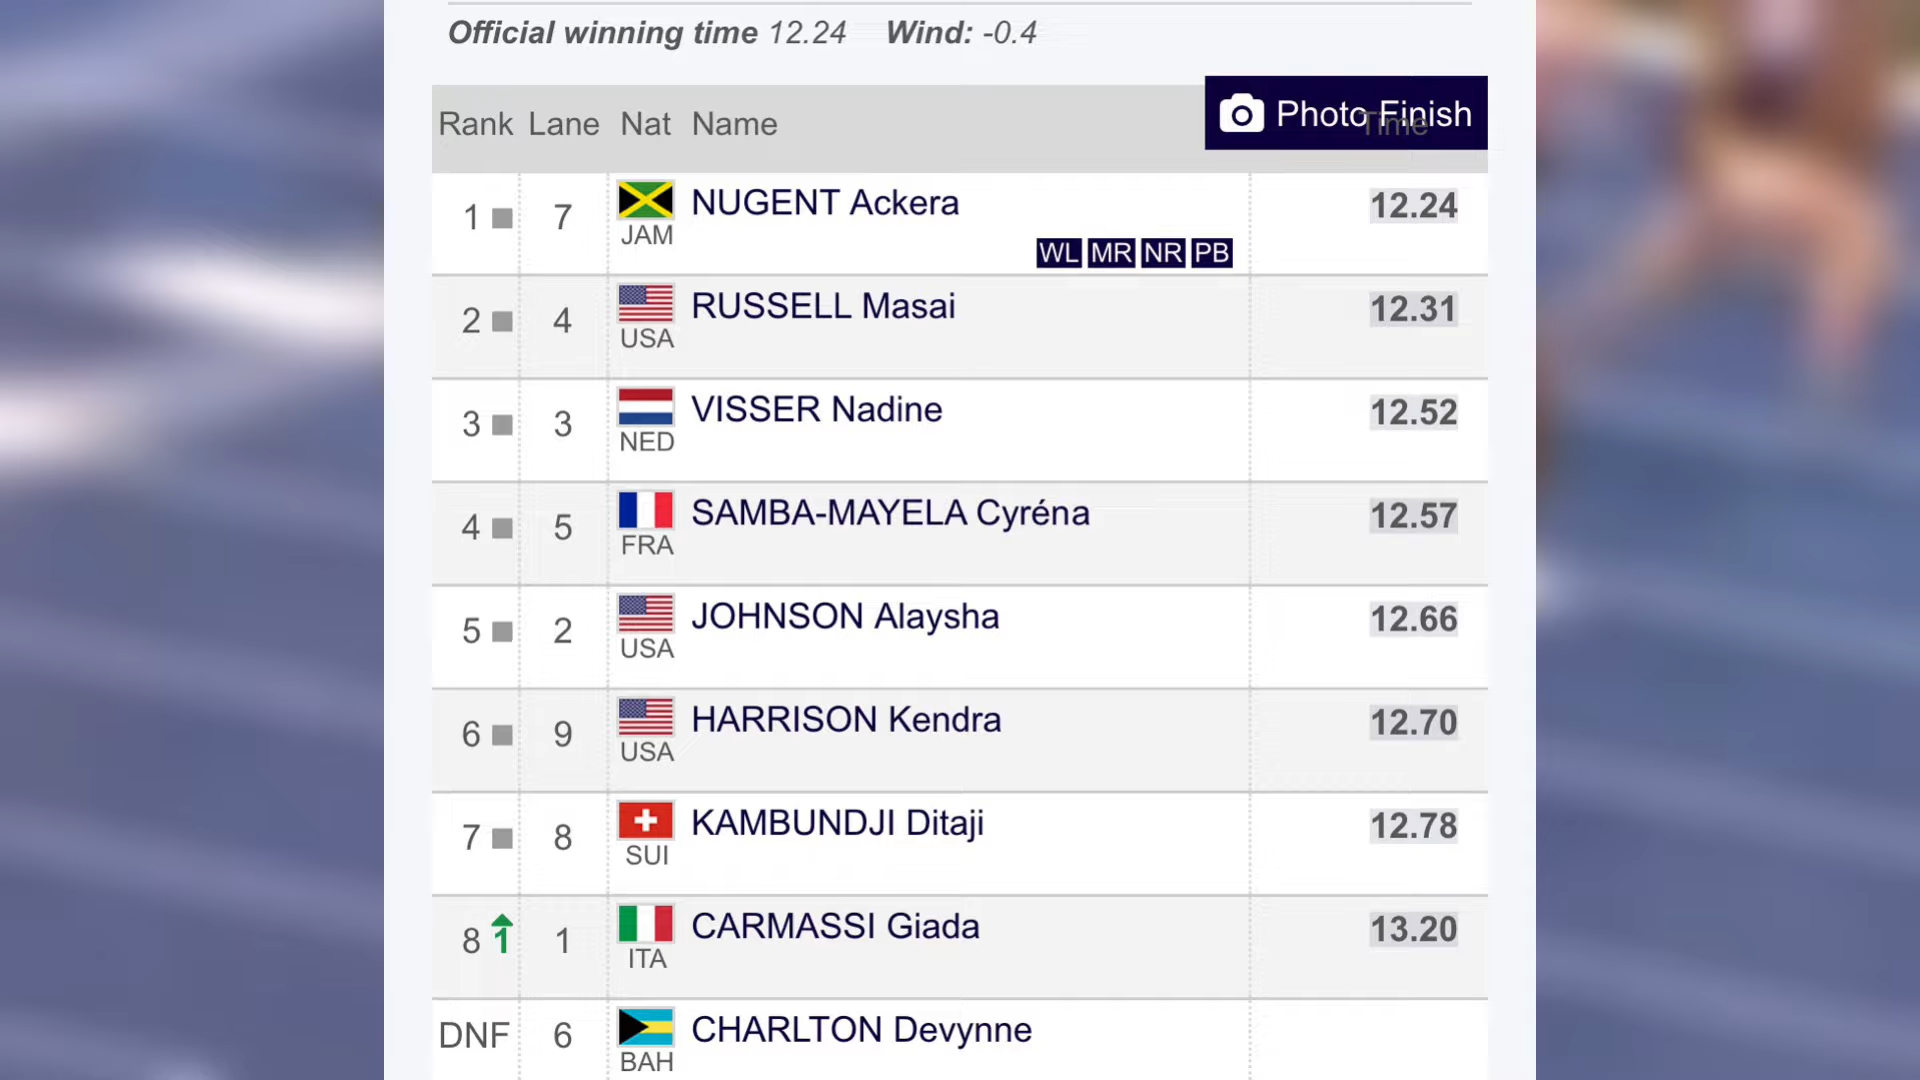 Official winning time 12.24 Wind: -0.4
Rank Lane Nat Name Time
Photo Finish
1 7 NUGENT Ackera 12.24
JAM
WL MR NR PB
2 4 RUSSELL Masai 12.31
USA
3 3 VISSER Nadine 12.52
NED
4 5 SAMBA-MAYELA Cyréna 12.57
FRA
5 2 JOHNSON Alaysha 12.66
USA
6 9 HARRISON Kendra 12.70
USA
7 8 KAMBUNDJI Ditaji 12.78
SUI
8 1 1 CARMASSI Giada 13.20
ITA
DNF 6 CHARLTON Devynne
BAH